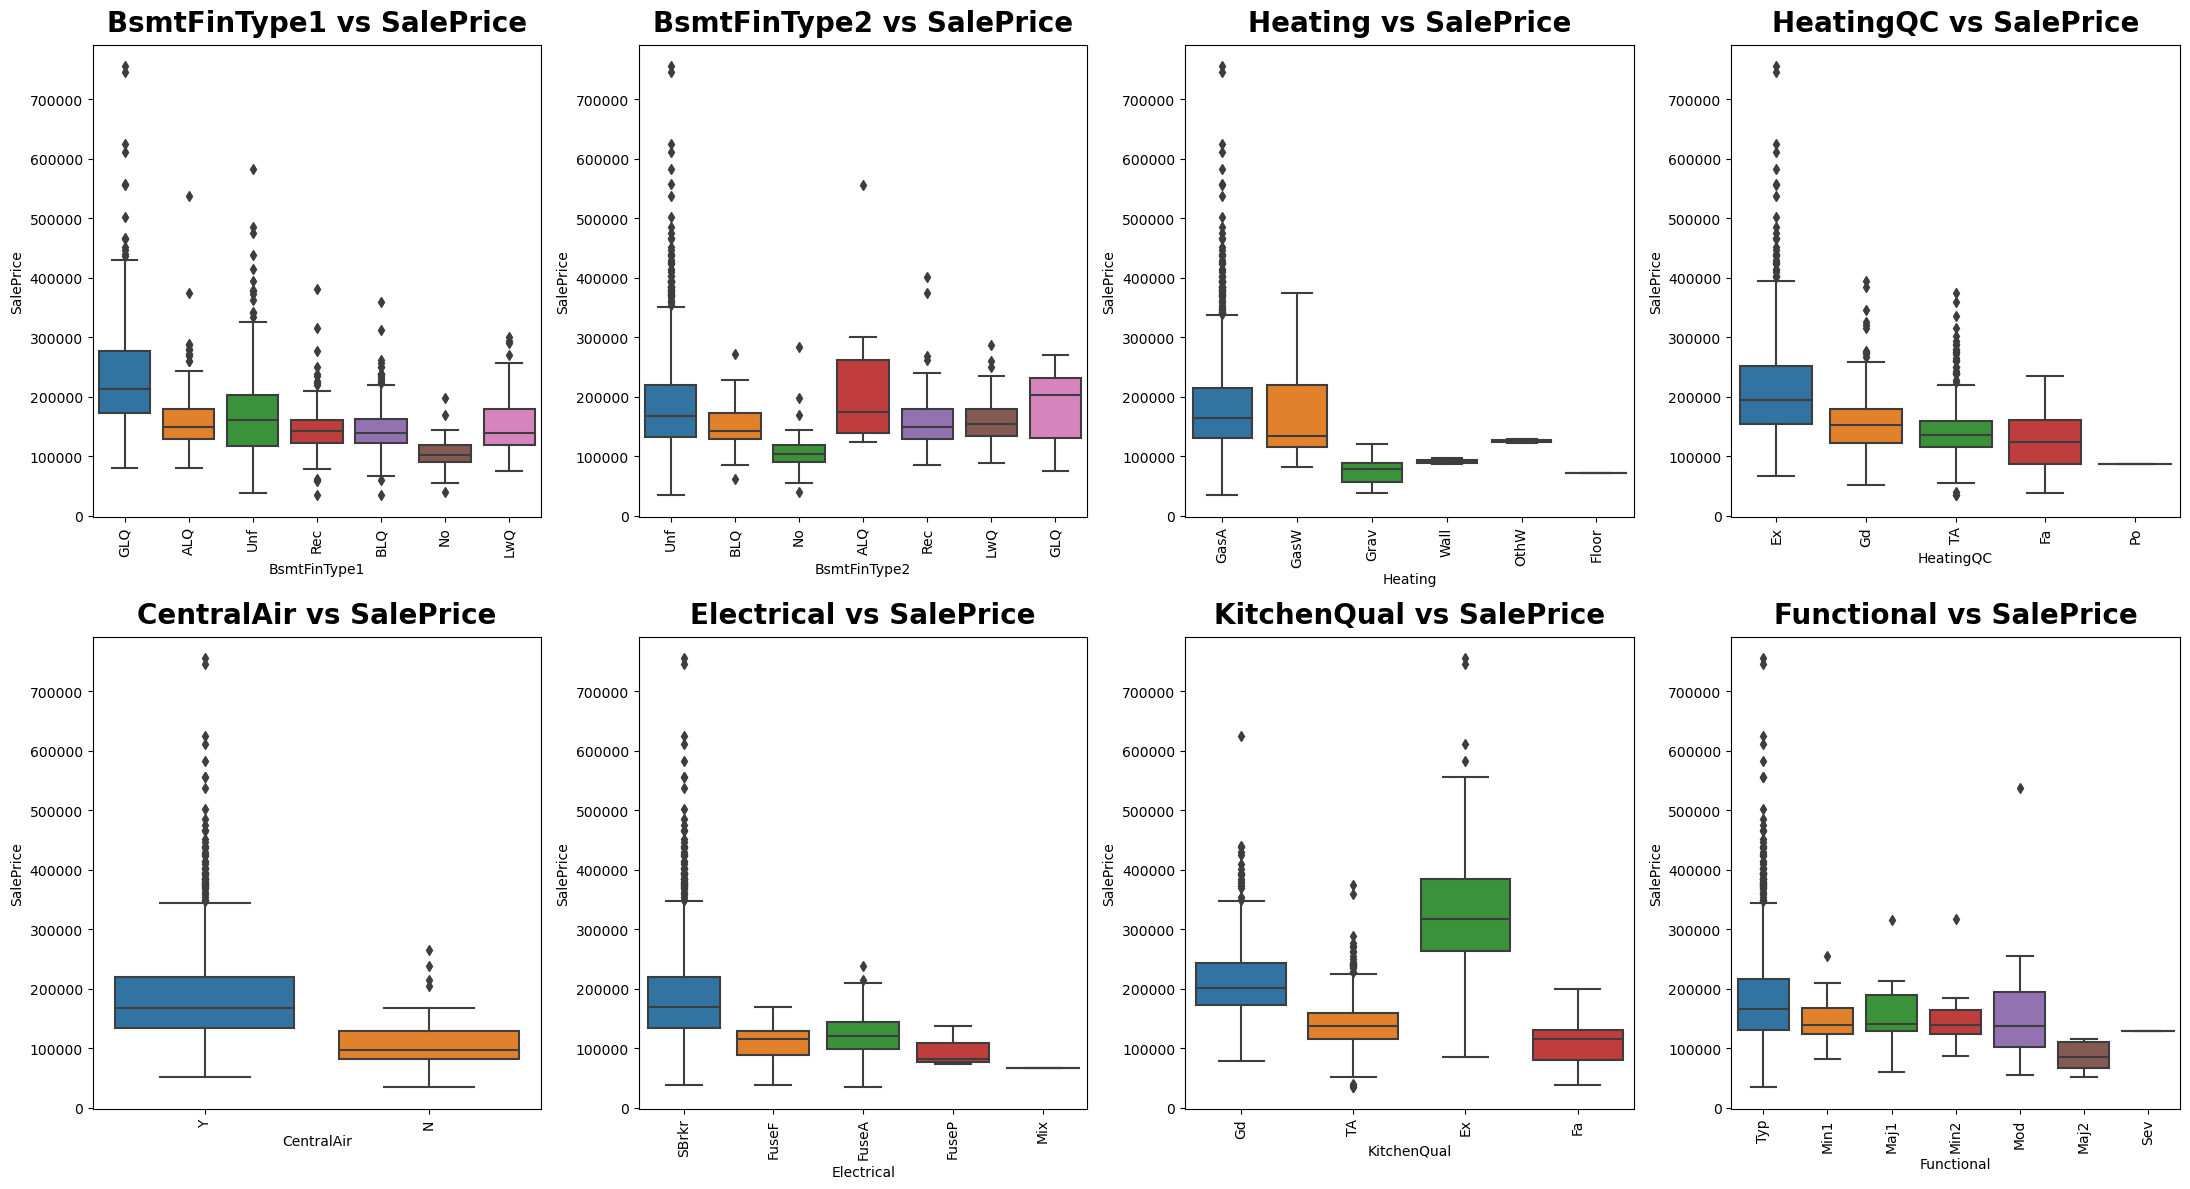 BsmtFinType1 vs SalePrice
700000
600000
500000
400000
300000
200000
100000
0
SalePrice
GLQ
ALQ
Unf
Rec
BLQ
No
LwQ
BsmtFinType1
BsmtFinType2 vs SalePrice
700000
600000
500000
400000
300000
200000
100000
0
SalePrice
Unf
BLQ
No
ALQ
Rec
LwQ
GLQ
BsmtFinType2
Heating vs SalePrice
700000
600000
500000
400000
300000
200000
100000
0
SalePrice
GasA
GasW
Grav
Wall
OthW
Floor
Heating
HeatingQC vs SalePrice
700000
600000
500000
400000
300000
200000
100000
0
SalePrice
Ex
Gd
TA
Fa
Po
HeatingQC
CentralAir vs SalePrice
700000
600000
500000
400000
300000
200000
100000
0
SalePrice
Y
N
CentralAir
Electrical vs SalePrice
700000
600000
500000
400000
300000
200000
100000
0
SalePrice
SBrkr
FuseF
FuseA
FuseP
Mix
Electrical
KitchenQual vs SalePrice
700000
600000
500000
400000
300000
200000
100000
0
SalePrice
Gd
TA
Ex
Fa
KitchenQual
Functional vs SalePrice
700000
600000
500000
400000
300000
200000
100000
0
SalePrice
Typ
Min1
Maj1
Min2
Mod
Maj2
Sev
Functional